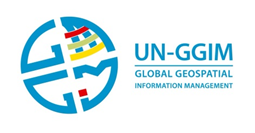 UN-GGIM
GLOBAL GEOSPATIAL
INFORMATION MANAGEMENT